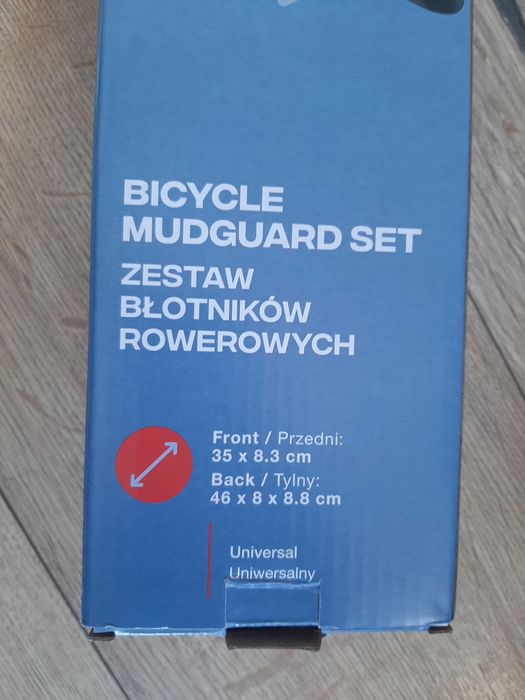 BICYCLE
MUDGUARD SET
ZESTAW
BŁOTNIKÓW
ROWEROWYCH
Front / Przedni:
35 x 8.3 cm
Back / Tylny:
46 x 8 x 8.8 cm
Universal
Uniwersalny